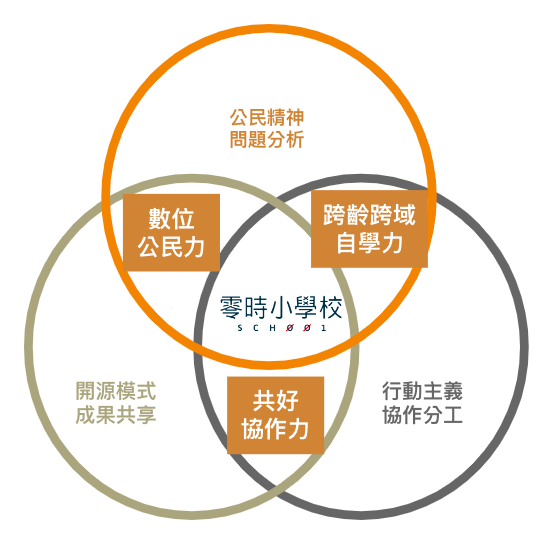 公民精神
問題分析
數位
公民力
跨齡跨域
自學力
零時小學校
SCHØØ1
開源模式
成果共享
行動主義
協作分工
共好
協作力